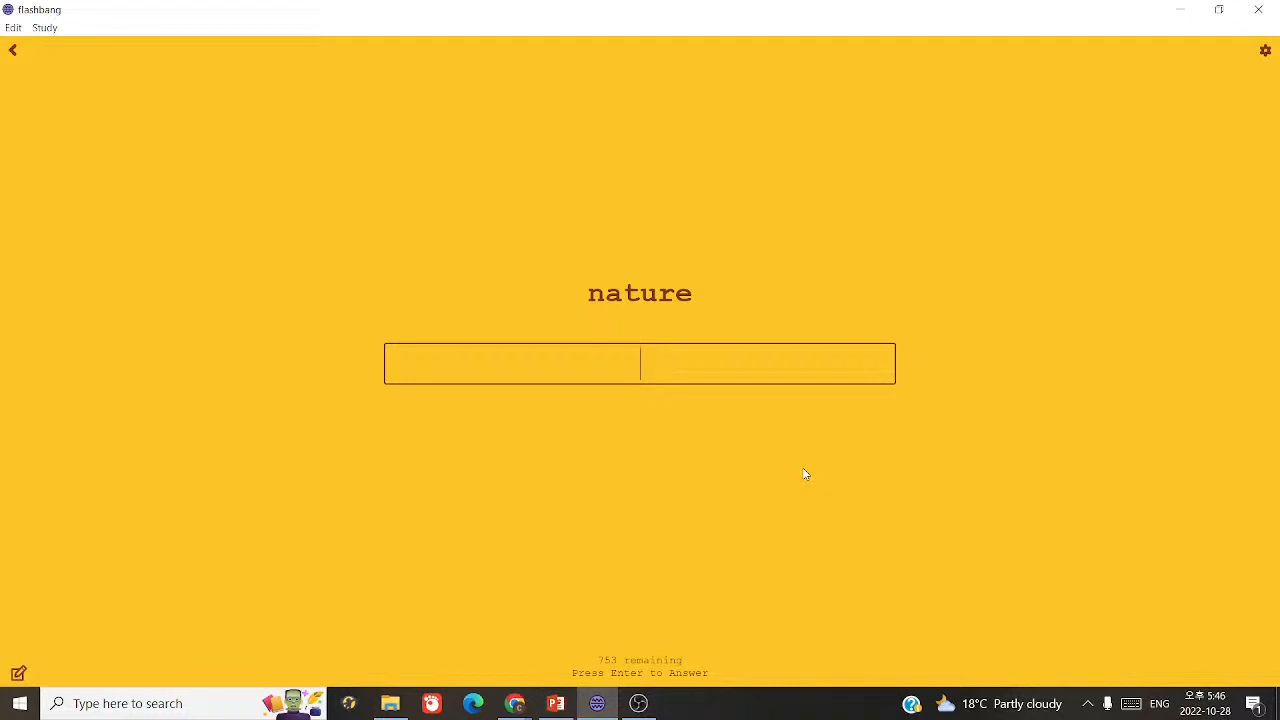 flashbang
Edit Study
nature
753 remaining
Press Enter to Answer
Type here to search
18°C Partly cloudy
ENG
오후 5:46
2022-10-28
1